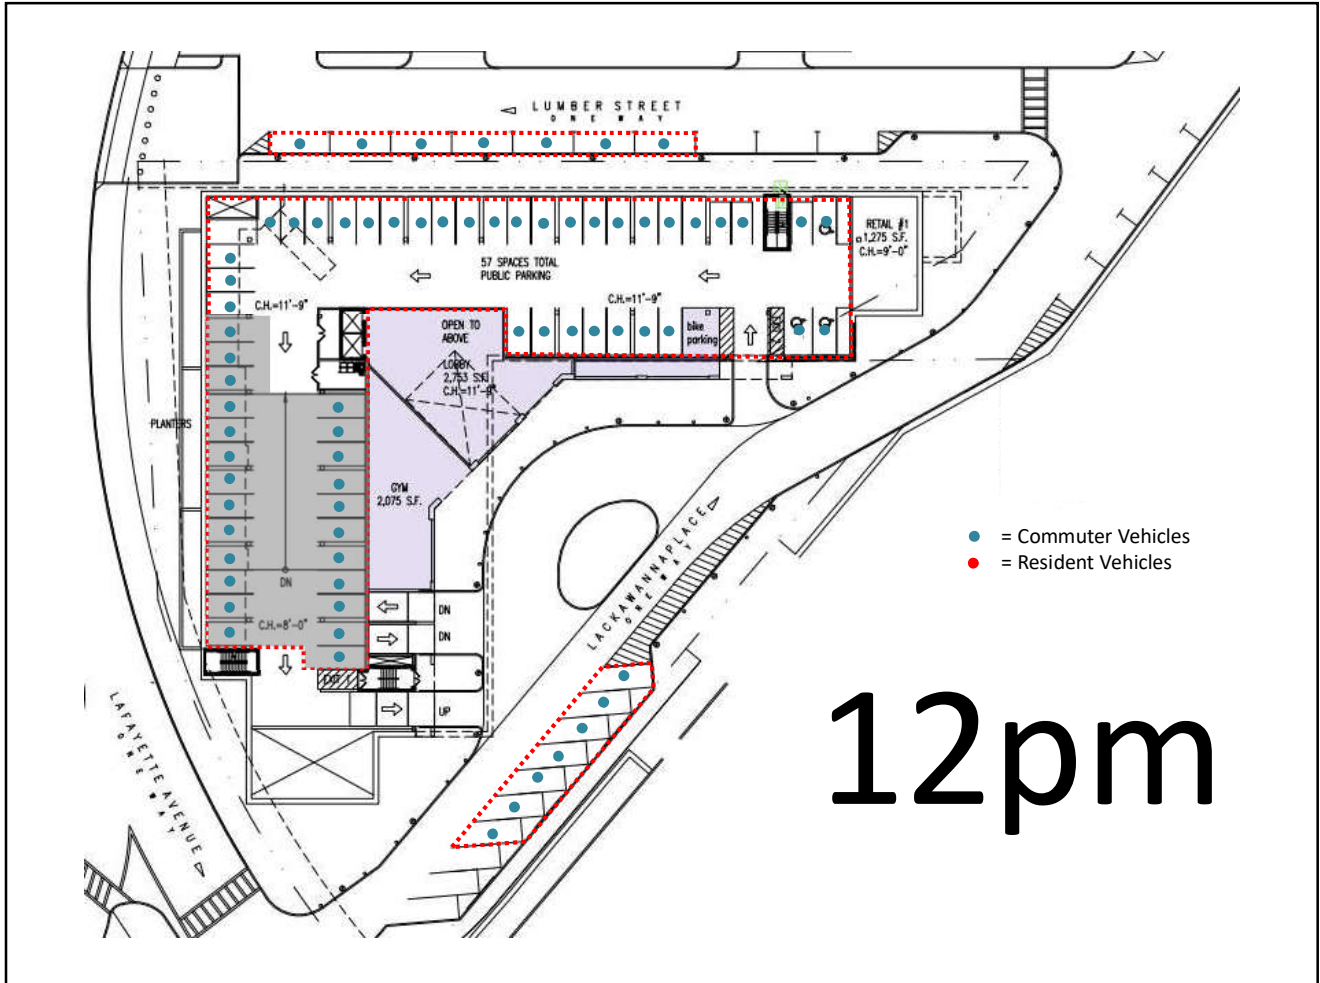 LUMBER STREET
ONE WAY
RETAIL #1
1,275 S.F.
C.H.=9'-0"
57 SPACES TOTAL
PUBLIC PARKING
C.H.=11'-9"
C.H.=11'-9"
OPEN TO
ABOVE
bike
parking
LOBBY
2,753 S.F.
C.H.=11'-9"
PLANTERS
GYM
2,075 S.F.
LACKAWANNA PLACE
ONE WAY
= Commuter Vehicles
= Resident Vehicles
DN
DN
C.H.=8'-0"
DN
EXIT
UP
LAFAYETTE AVENUE
ONE WAY
12pm